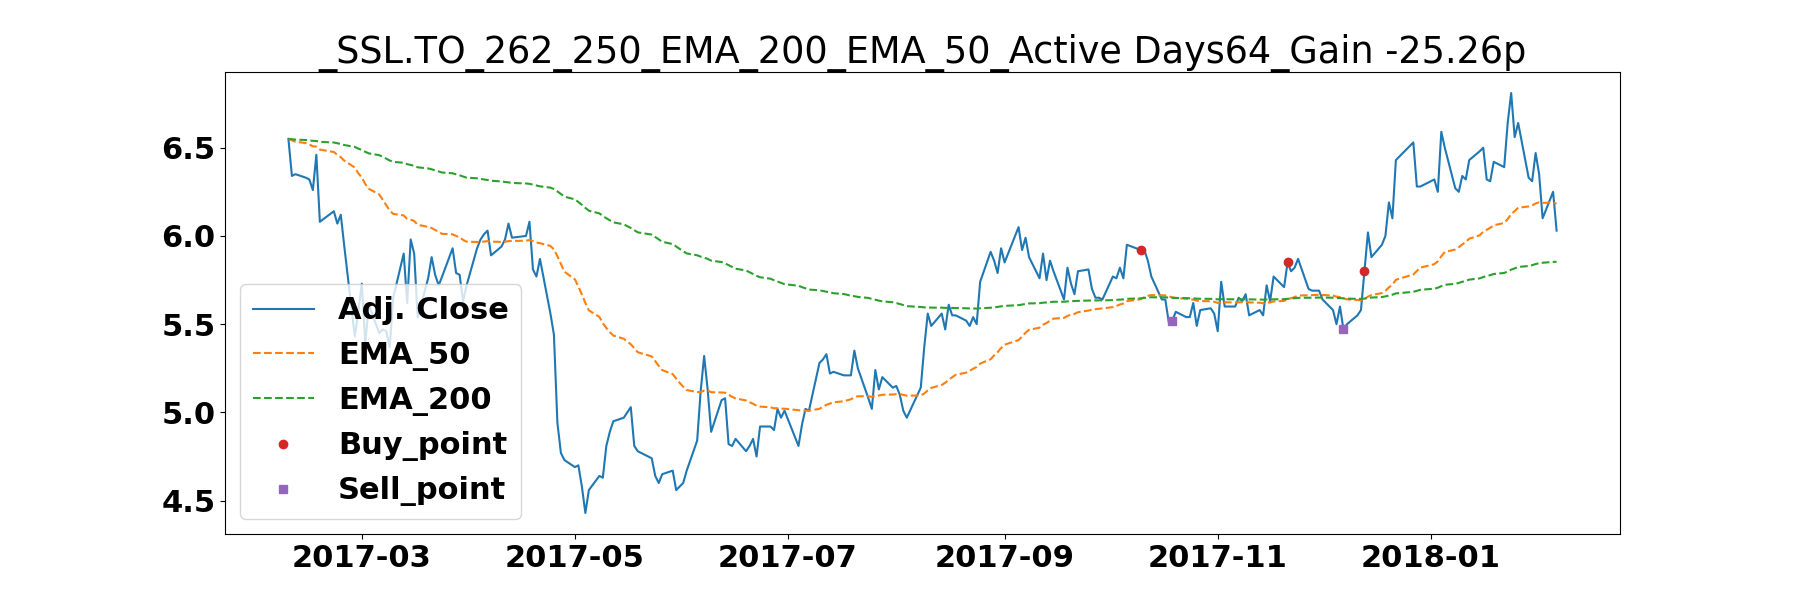 _SSL.TO_262_250_EMA_200_EMA_50_Active Days64_Gain -25.26p
6.5
6.0
5.5
5.0
4.5
Adj. Close
EMA_50
EMA_200
Buy_point
Sell_point
2017-03 2017-05 2017-07 2017-09 2017-11 2018-01